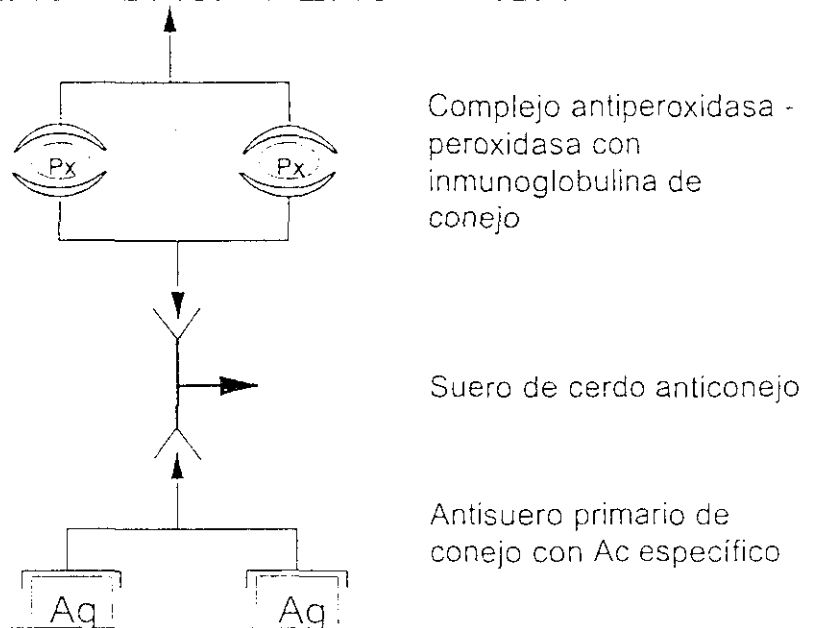 Complejo antiperoxidasa -
peroxidasa con
inmunoglobulina de
conejo
Px
Px
Suero de cerdo anticonejo
Antisuero primario de
conejo con Ac específico
Ag
Ag